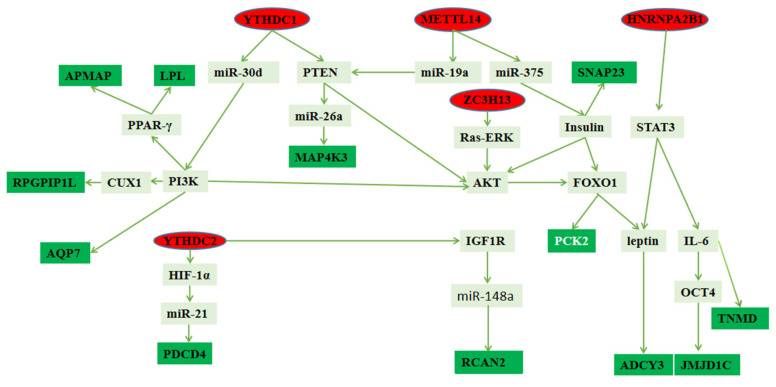 YTHDC1
METTL14
HNRNPA2B1
APMAP
LPL
miR-30d
PTEN
miR-19a
miR-375
SNAP23
ZC3H13
PPAR-γ
miR-26a
Ras-ERK
Insulin
STAT3
MAP4K3
RPGPIP1L
CUX1
PI3K
AKT
FOXO1
AQP7
YTHDC2
IGF1R
PCK2
leptin
IL-6
HIF-1α
miR-148a
OCT4
miR-21
TNMD
PDCD4
RCAN2
ADCY3
JMJD1C